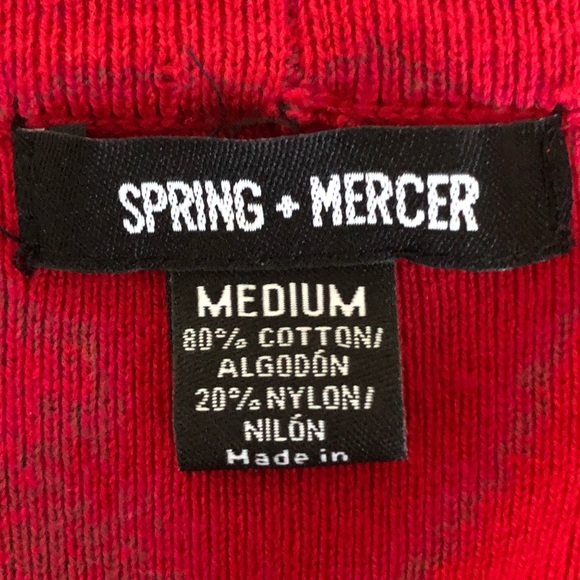 SPRING + MERCER
MEDIUM
80% COTTON/
ALGODÓN
20% NYLON/
NILÓN
Made in